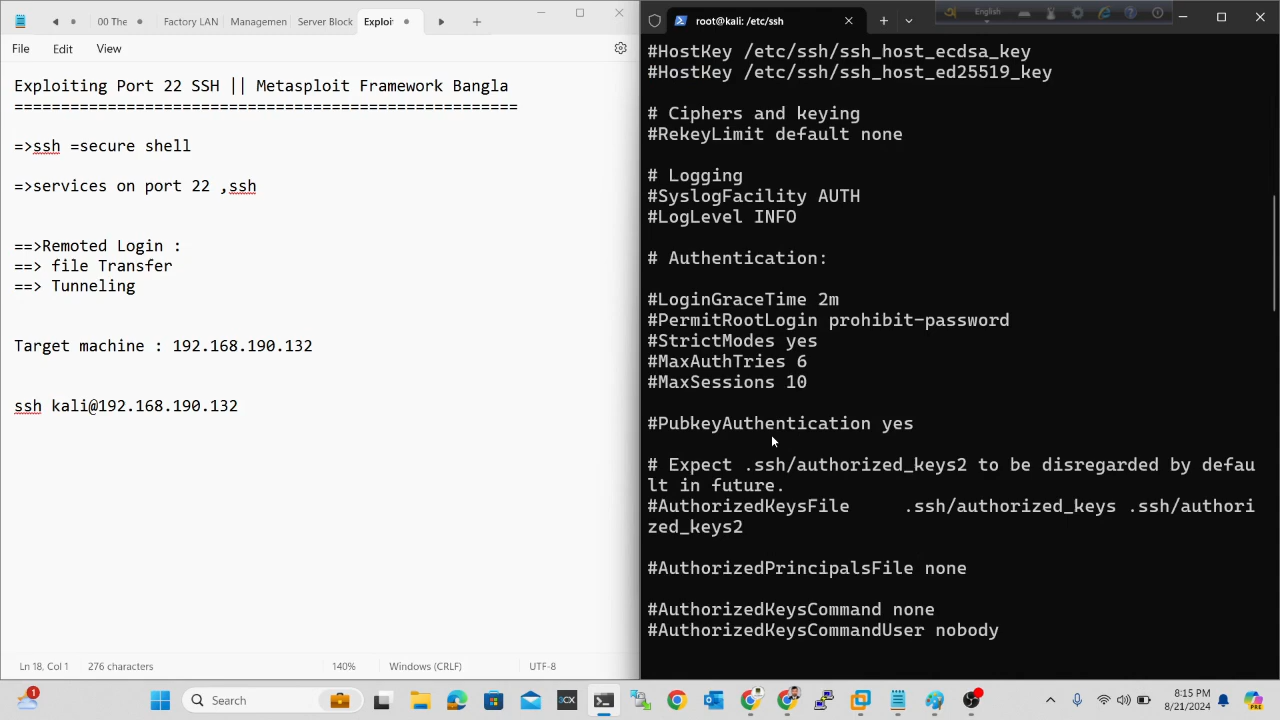 00 The
Factory LAN
Management
Server Block
Exploit
File
Edit
View
Exploiting Port 22 SSH || Metasploit Framework Bangla
======================================================
=>ssh =secure shell
=>services on port 22 ,ssh
==>Remoted Login :
==> file Transfer
==> Tunneling
Target machine : 192.168.190.132
ssh kali@192.168.190.132
Ln 18, Col 1
276 characters
140%
Windows (CRLF)
UTF-8
root@kali: /etc/ssh
English
#HostKey /etc/ssh/ssh_host_ecdsa_key
#HostKey /etc/ssh/ssh_host_ed25519_key
# Ciphers and keying
#RekeyLimit default none
# Logging
#SyslogFacility AUTH
#LogLevel INFO
# Authentication:
#LoginGraceTime 2m
#PermitRootLogin prohibit-password
#StrictModes yes
#MaxAuthTries 6
#MaxSessions 10
#PubkeyAuthentication yes
# Expect .ssh/authorized_keys2 to be disregarded by defau
lt in future.
#AuthorizedKeysFile     .ssh/authorized_keys .ssh/authori
zed_keys2
#AuthorizedPrincipalsFile none
#AuthorizedKeysCommand none
#AuthorizedKeysCommandUser nobody
1
Search
8:15 PM
8/21/2024